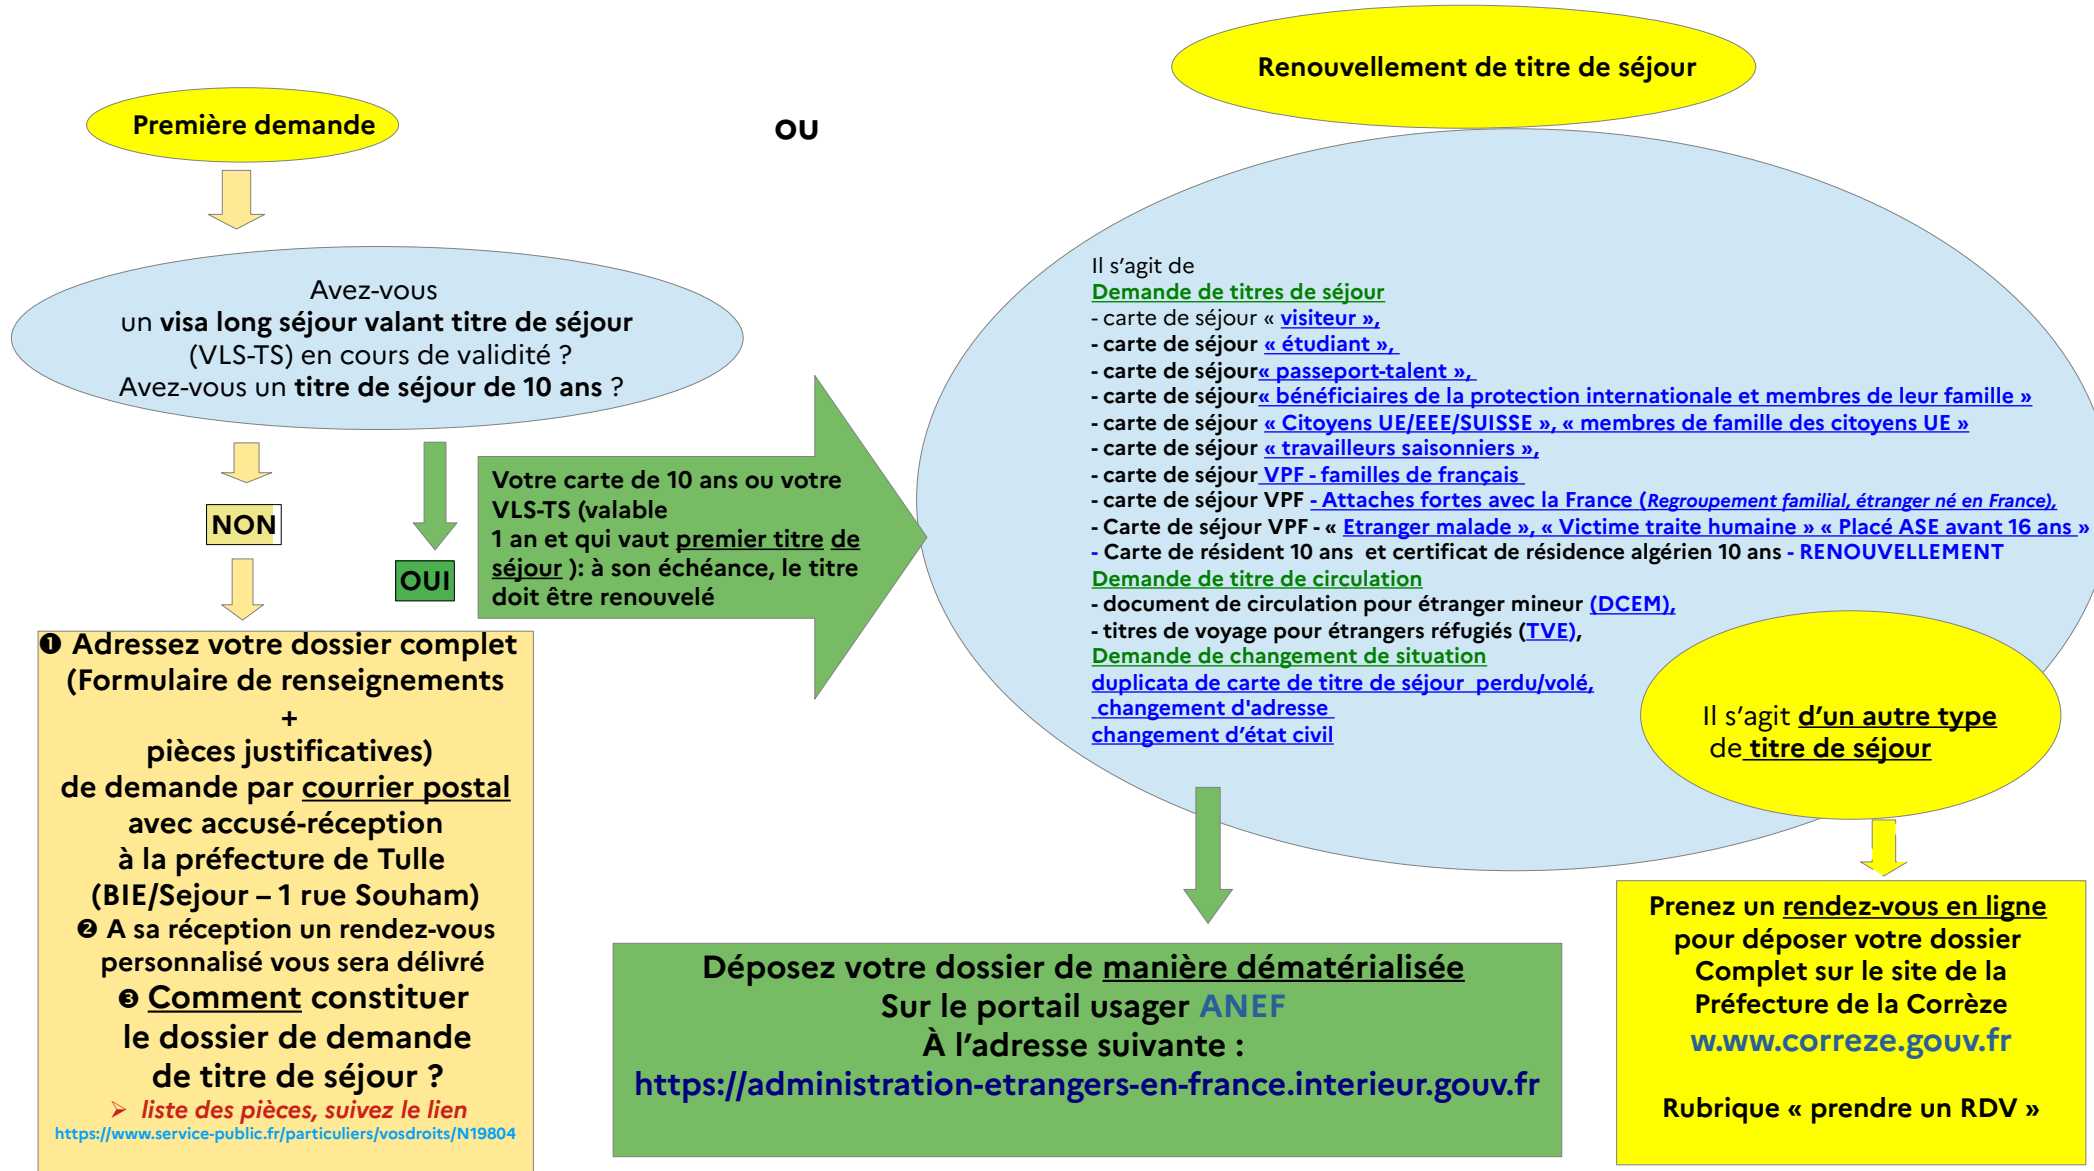 Première demande
ou
Renouvellement de titre de séjour
Avez-vous
un visa long séjour valant titre de séjour
(VLS-TS) en cours de validité ?
Avez-vous un titre de séjour de 10 ans ?
NON
OUI
Votre carte de 10 ans ou votre
VLS-TS (valable
1 an et qui vaut premier titre de
séjour ): à son échéance, le titre
doit être renouvelé
❶ Adressez votre dossier complet
(Formulaire de renseignements
+
pièces justificatives)
de demande par courrier postal
avec accusé-réception
à la préfecture de Tulle
(BIE/Sejour – 1 rue Souham)
❷ A sa réception un rendez-vous
personnalisé vous sera délivré
❸ Comment constituer
le dossier de demande
de titre de séjour ?
➢ liste des pièces, suivez le lien
https://www.service-public.fr/particuliers/vosdroits/N19804
Il s’agit de
Demande de titres de séjour
- carte de séjour « visiteur »,
- carte de séjour « étudiant »,
- carte de séjour« passeport-talent »,
- carte de séjour« bénéficiaires de la protection internationale et membres de leur famille »
- carte de séjour « Citoyens UE/EEE/SUISSE », « membres de famille des citoyens UE »
- carte de séjour « travailleurs saisonniers »,
- carte de séjour VPF - familles de français
- carte de séjour VPF - Attaches fortes avec la France (Regroupement familial, étranger né en France),
- Carte de séjour VPF - « Etranger malade », « Victime traite humaine » « Placé ASE avant 16 ans »
- Carte de résident 10 ans et certificat de résidence algérien 10 ans - RENOUVELLEMENT
Demande de titre de circulation
- document de circulation pour étranger mineur (DCEM),
- titres de voyage pour étrangers réfugiés (TVE),
Demande de changement de situation
duplicata de carte de titre de séjour perdu/volé,
changement d'adresse
changement d’état civil
Il s’agit d’un autre type
de titre de séjour
Déposez votre dossier de manière dématérialisée
Sur le portail usager ANEF
À l’adresse suivante :
https://administration-etrangers-en-france.interieur.gouv.fr
Prenez un rendez-vous en ligne
pour déposer votre dossier
Complet sur le site de la
Préfecture de la Corrèze
w.ww.correze.gouv.fr
Rubrique « prendre un RDV »